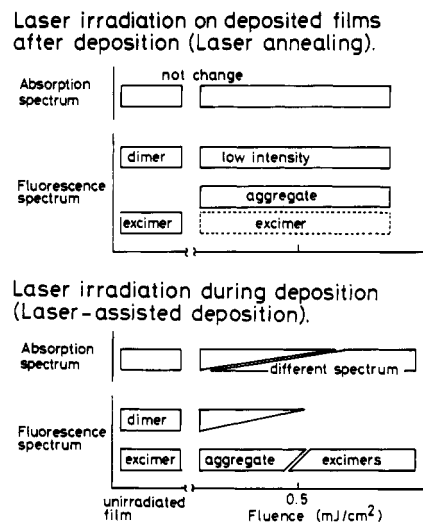 Laser irradiation on deposited films
after deposition (Laser annealing).
not change
Absorption
spectrum
dimer
low intensity
Fluorescence
spectrum
aggregate
excimer
excimer
Laser irradiation during deposition
(Laser-assisted deposition).
Absorption
spectrum
different spectrum
dimer
Fluorescence
spectrum
excimer
aggregate
excimers
unirradiated
film
0.5
Fluence (mJ/cm²)